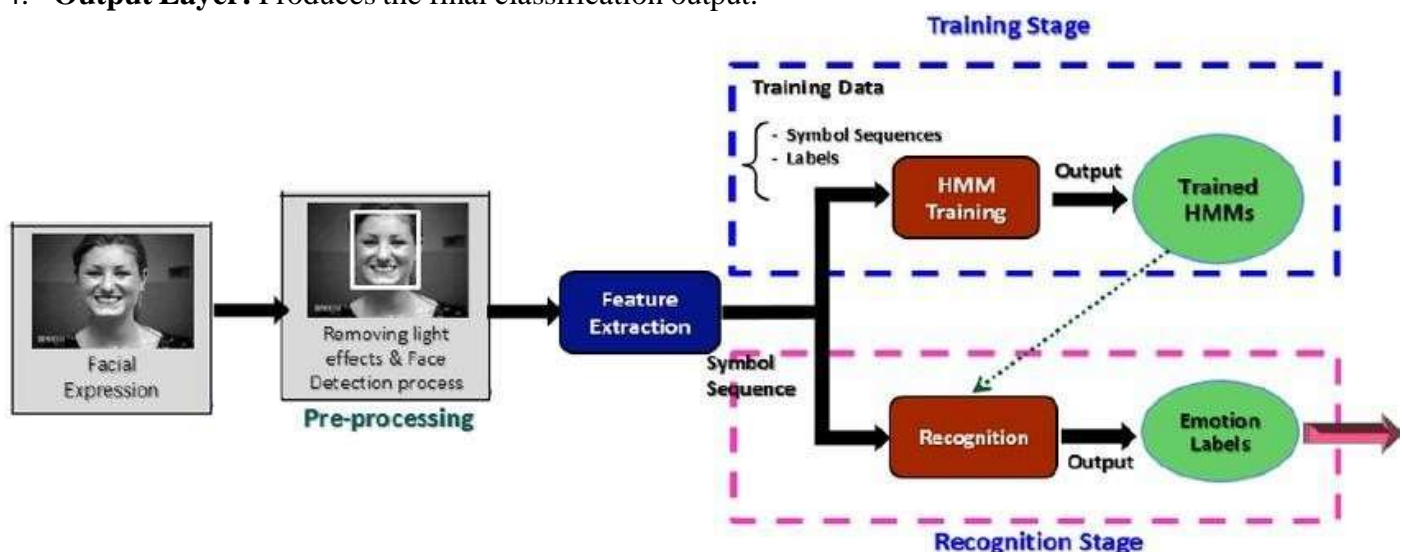 4. Output Layer: Produces the final classification output.
Training Stage
Training Data
- Symbol Sequences
- Labels
HMM
Training
Output
Trained
HMMs
Facial
Expression
Removing light
effects & Face
Detection process
Pre-processing
Feature
Extraction
Symbol
Sequence
Recognition
Output
Emotion
Labels
Recognition Stage